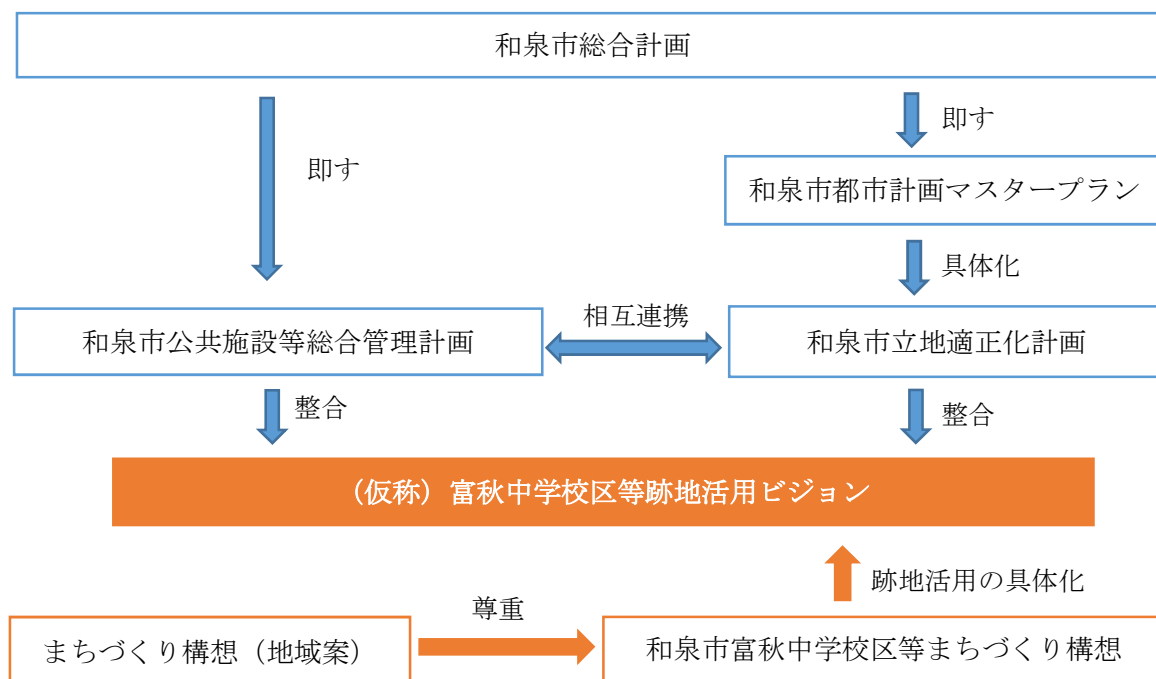 和泉市総合計画
即す
即す
和泉市都市計画マスタープラン
具体化
和泉市公共施設等総合管理計画
相互連携
和泉市立地適正化計画
整合
整合
（仮称）富秋中学校区等跡地活用ビジョン
跡地活用の具体化
まちづくり構想（地域案）
尊重
和泉市富秋中学校区等まちづくり構想